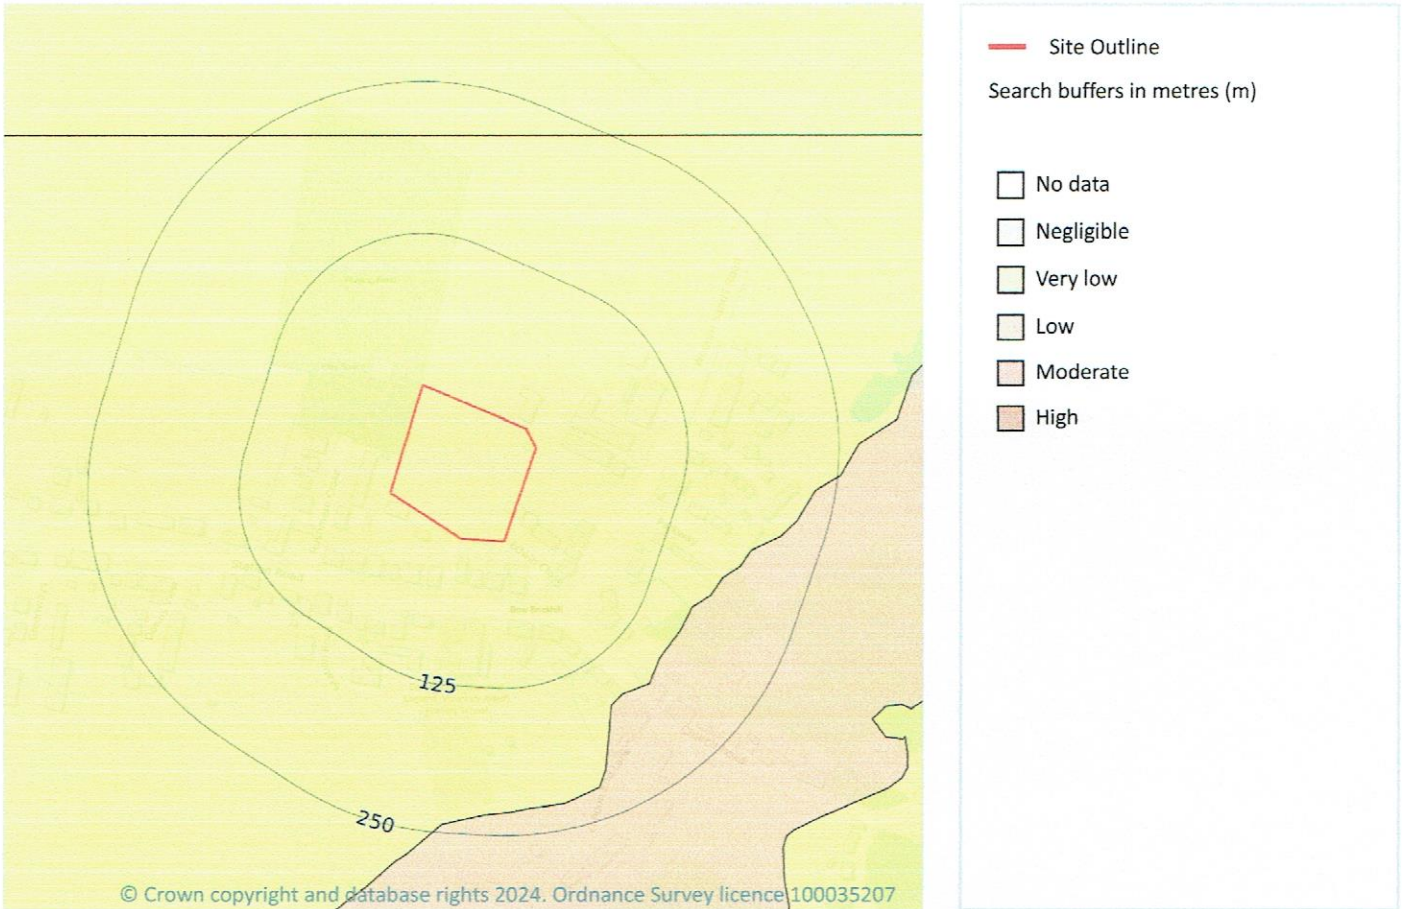 Site Outline
Search buffers in metres (m)
No data
Negligible
Very low
Low
Moderate
High
125
250
© Crown copyright and database rights 2024. Ordnance Survey licence 100035207